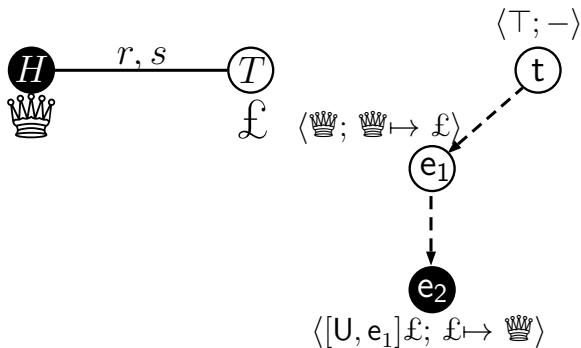 ⟨⊤; −⟩
H r, s T t
♛ £
⟨♛; ♛ ↦ £⟩
e₁
e₂
⟨[U, e₁]£; £ ↦ ♛⟩